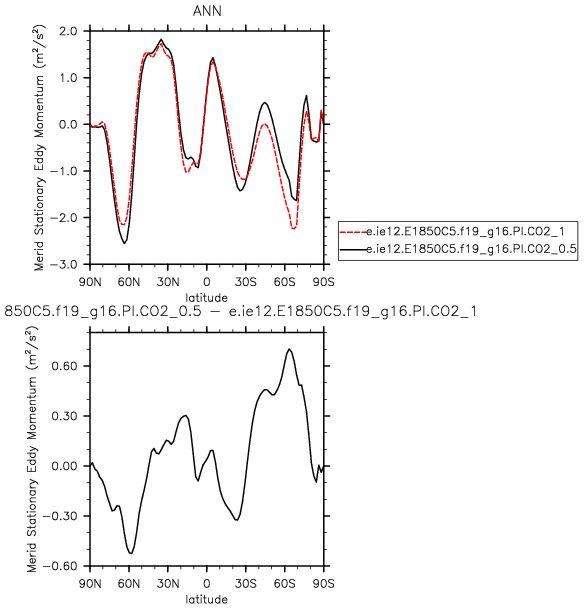 ANN
Merid Stationary Eddy Momentum (m²/s²)
2.0
1.0
0.0
-1.0
-2.0
-3.0
90N 60N 30N 0 30S 60S 90S
latitude
e.ie12.E1850C5.f19_g16.PI.CO2_1
e.ie12.E1850C5.f19_g16.PI.CO2_0.5
850C5.f19_g16.PI.CO2_0.5 - e.ie12.E1850C5.f19_g16.PI.CO2_1
Merid Stationary Eddy Momentum (m²/s²)
0.60
0.30
0.00
-0.30
-0.60
90N 60N 30N 0 30S 60S 90S
latitude